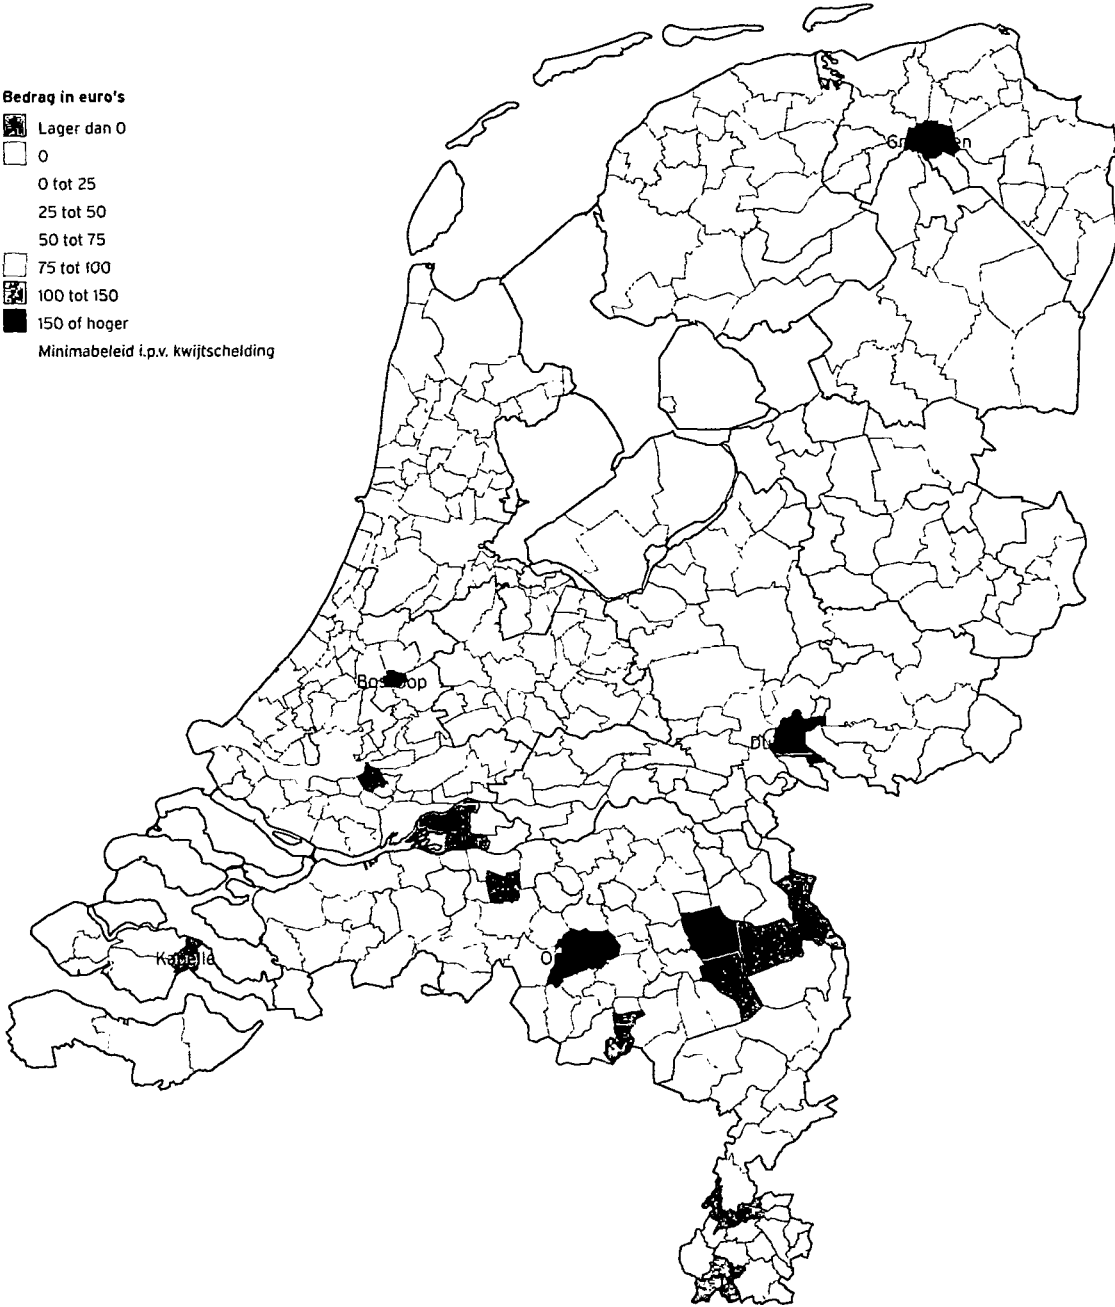 Bedrag in euro's
Lager dan 0
0
0 tot 25
25 tot 50
50 tot 75
75 tot 100
100 tot 150
150 of hoger
Minimabeleid i.p.v. kwijtschelding
Kapelle